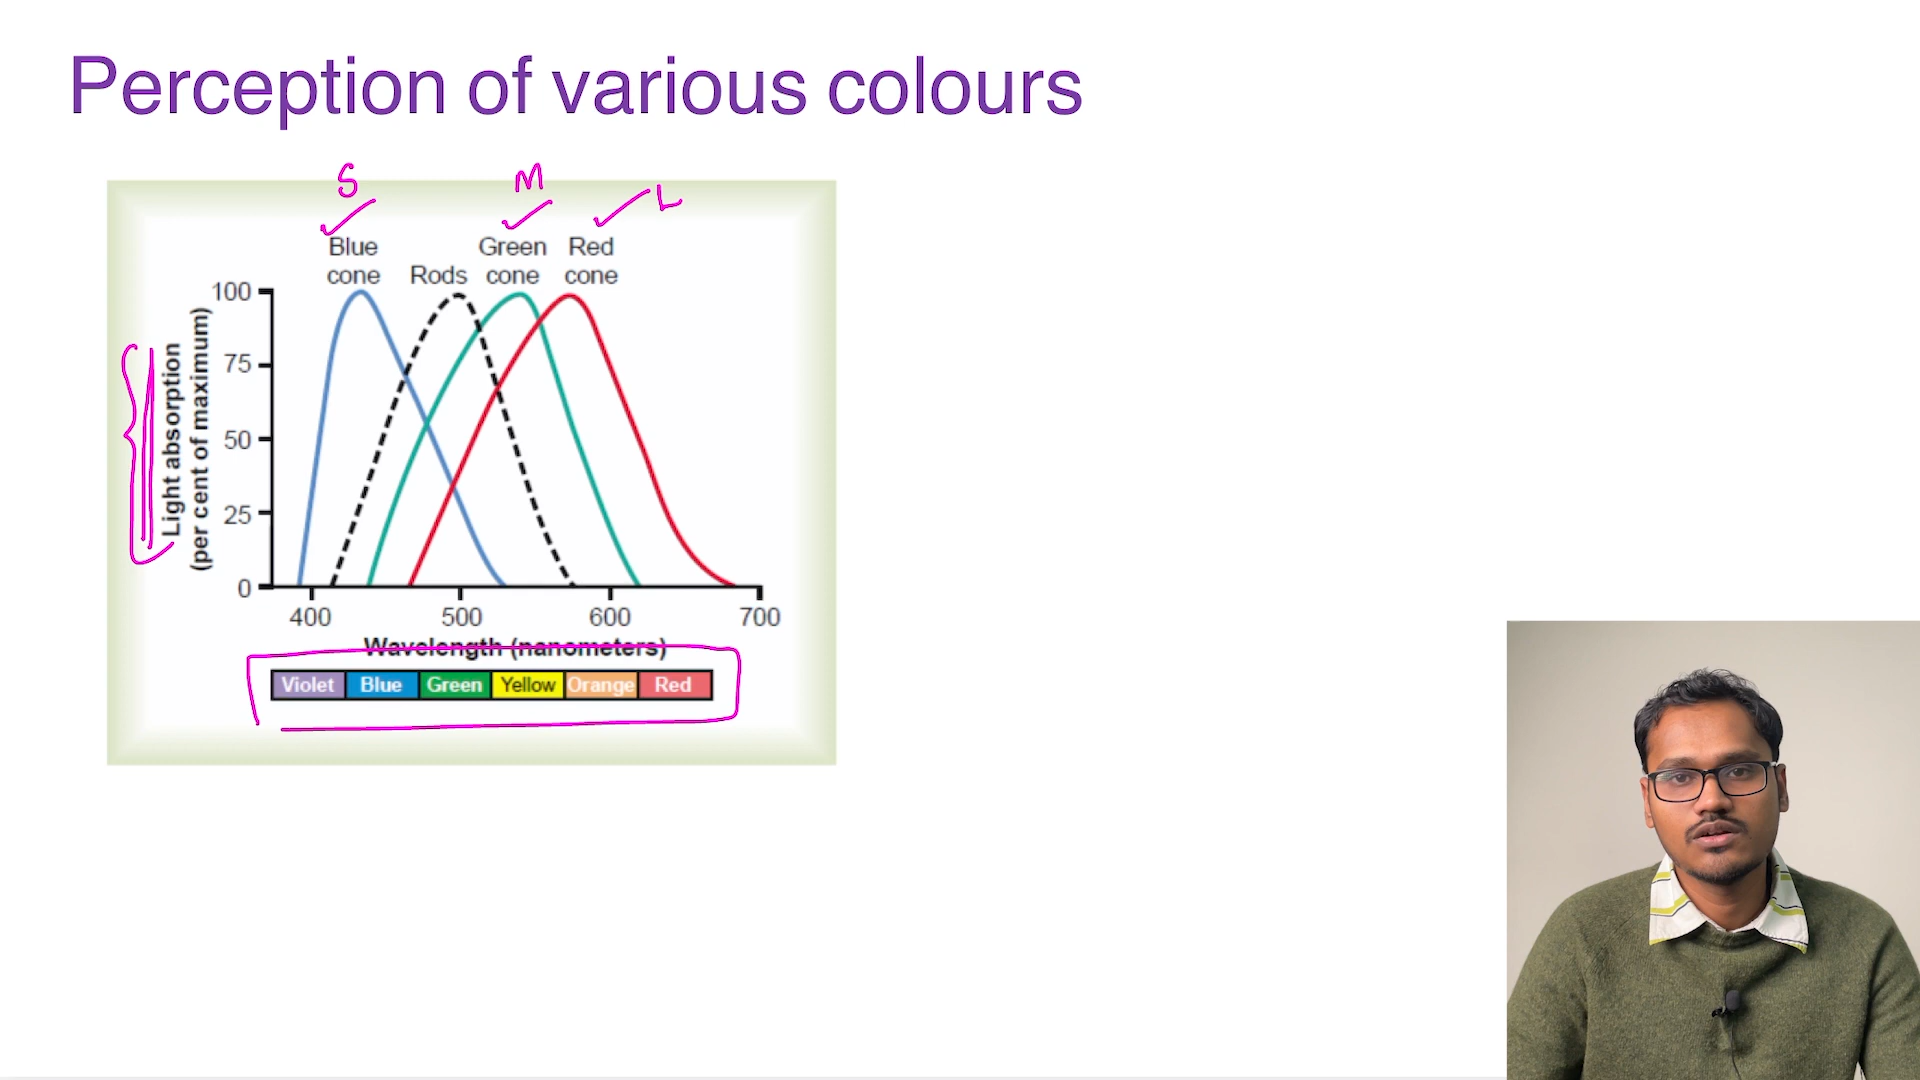 Perception of various colours
S
M
L
Blue
cone
Rods
Green
cone
Red
cone
100
75
50
25
0
Light absorption
(per cent of maximum)
400 500 600 700
Wavelength (nanometers)
Violet Blue Green Yellow Orange Red